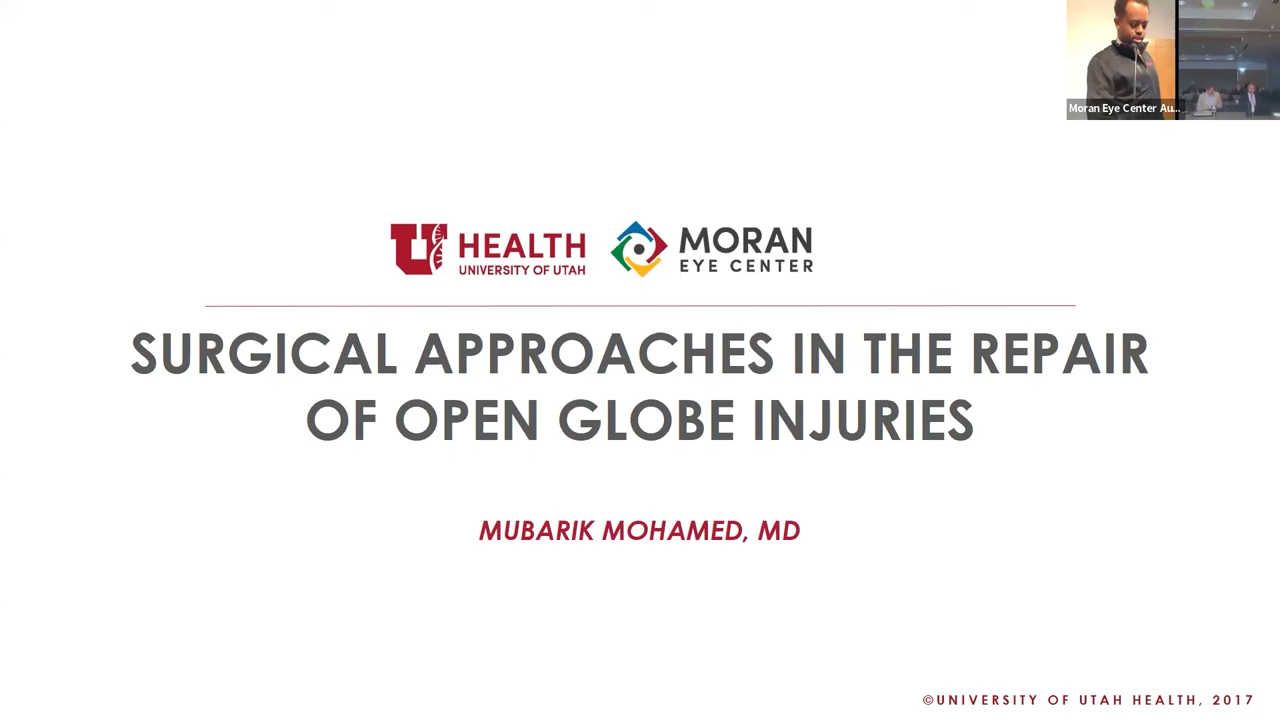 Moran Eye Center Au...
HEALTH
UNIVERSITY OF UTAH
MORAN
EYE CENTER
SURGICAL APPROACHES IN THE REPAIR
OF OPEN GLOBE INJURIES
MUBARIK MOHAMED, MD
©UNIVERSITY OF UTAH HEALTH, 2017